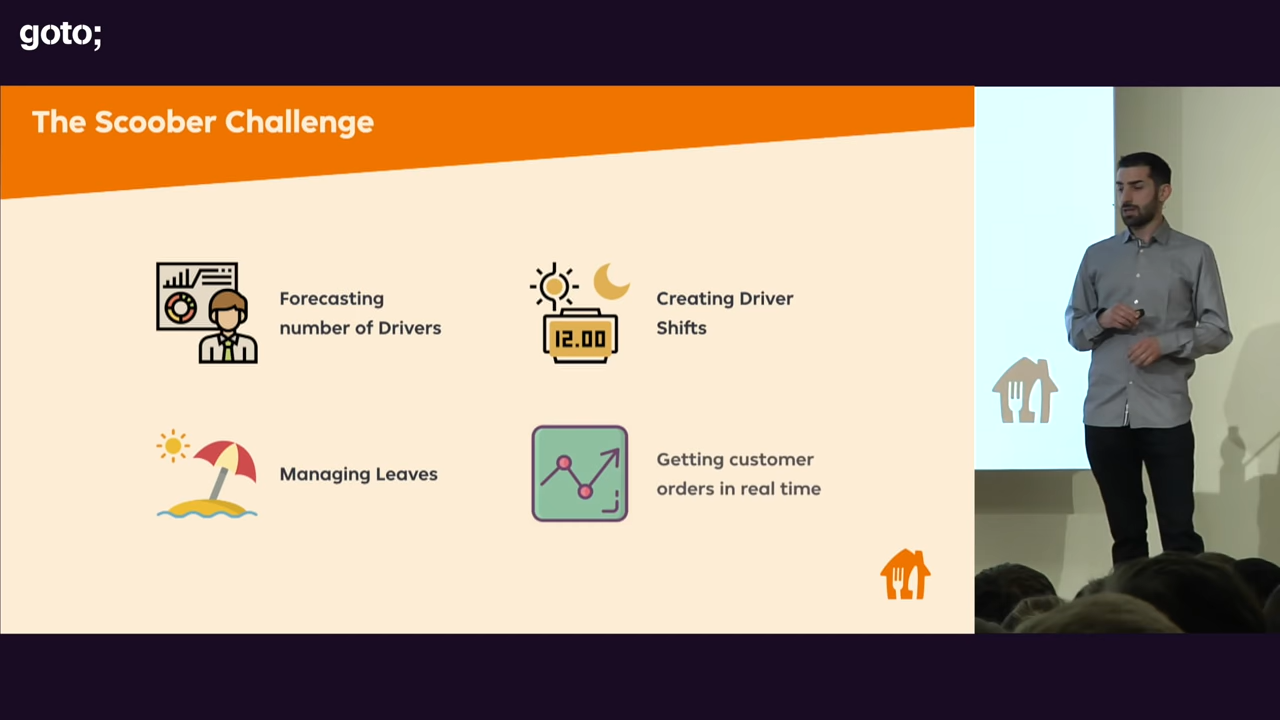 goto;
The Scoober Challenge
Forecasting
number of Drivers
Creating Driver
Shifts
12.00
Managing Leaves
Getting customer
orders in real time